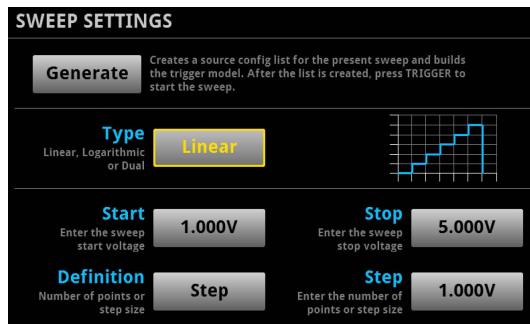 SWEEP SETTINGS
Generate
Creates a source config list for the present sweep and builds
the trigger model. After the list is created, press TRIGGER to
start the sweep.
Type
Linear, Logarithmic
or Dual
Linear
Start
Enter the sweep
start voltage
1.000V
Stop
Enter the sweep
stop voltage
5.000V
Definition
Number of points or
step size
Step
Step
Enter the number of
points or step size
1.000V